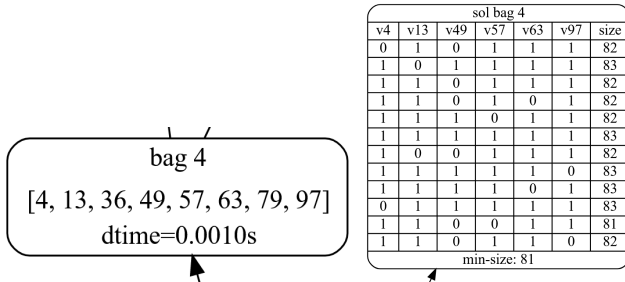 bag 4
[4, 13, 36, 49, 57, 63, 79, 97]
dtime=0.0010s
sol bag 4
v4 v13 v49 v57 v63 v97 size
0 1 0 1 1 1 82
1 0 1 1 1 1 83
1 1 0 1 1 1 82
1 1 0 1 0 1 82
1 1 1 0 1 1 82
1 1 1 1 1 1 83
1 0 0 1 1 1 82
1 1 1 1 1 0 83
1 1 1 1 0 1 83
0 1 1 1 1 1 83
1 1 0 0 1 1 81
1 1 0 1 1 0 82
min-size: 81